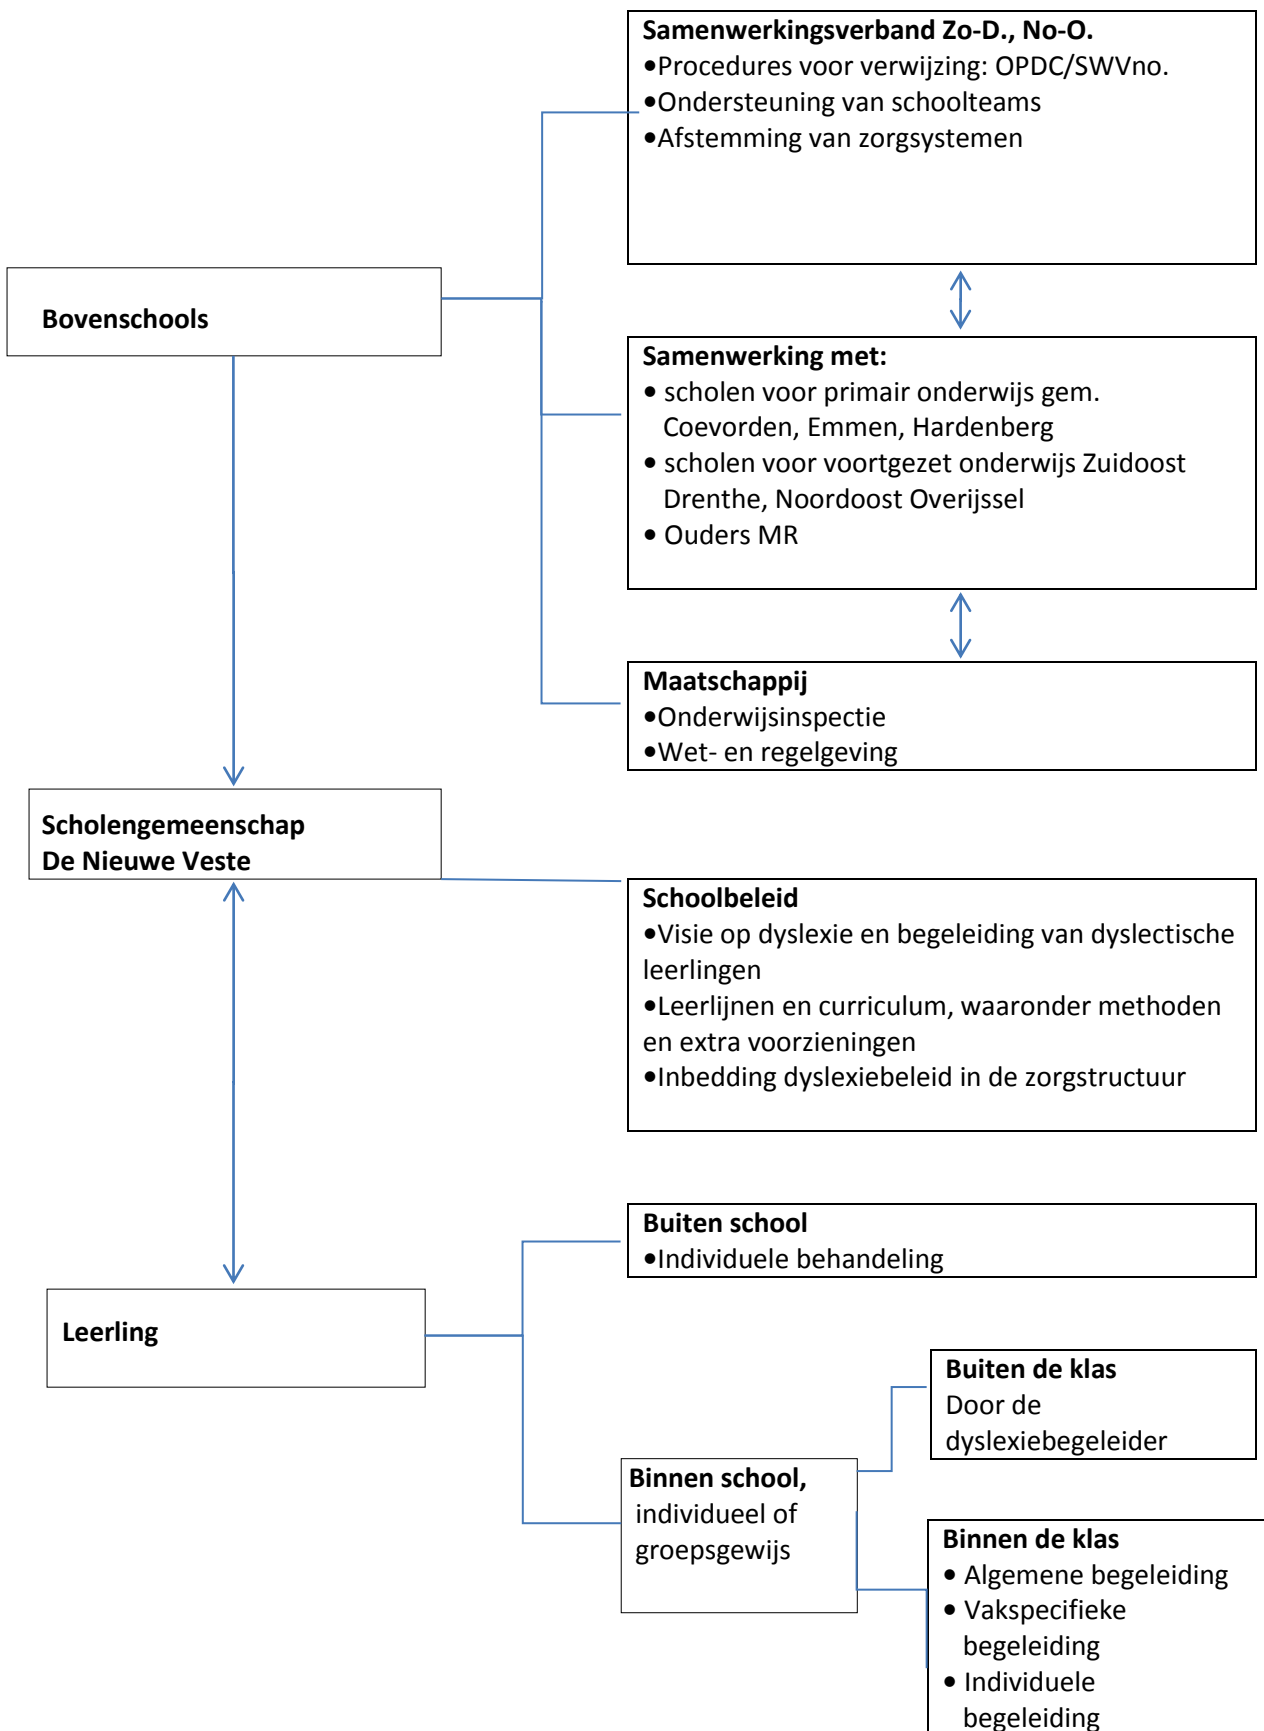 Samenwerkingsverband Zo-D., No-O.
•Procedures voor verwijzing: OPDC/SWVno.
•Ondersteuning van schoolteams
•Afstemming van zorgsystemen
Bovenschools
Samenwerking met:
• scholen voor primair onderwijs gem.
Coevorden, Emmen, Hardenberg
• scholen voor voortgezet onderwijs Zuidoost
Drenthe, Noordoost Overijssel
• Ouders MR
Maatschappij
•Onderwijsinspectie
•Wet- en regelgeving
Scholengemeenschap
De Nieuwe Veste
Schoolbeleid
•Visie op dyslexie en begeleiding van dyslectische
leerlingen
•Leerlijnen en curriculum, waaronder methoden
en extra voorzieningen
•Inbedding dyslexiebeleid in de zorgstructuur
Buiten school
•Individuele behandeling
Leerling
Buiten de klas
Door de
dyslexiebegeleider
Binnen school,
individueel of
groepsgewijs
Binnen de klas
• Algemene begeleiding
• Vakspecifieke
begeleiding
• Individuele
begeleiding